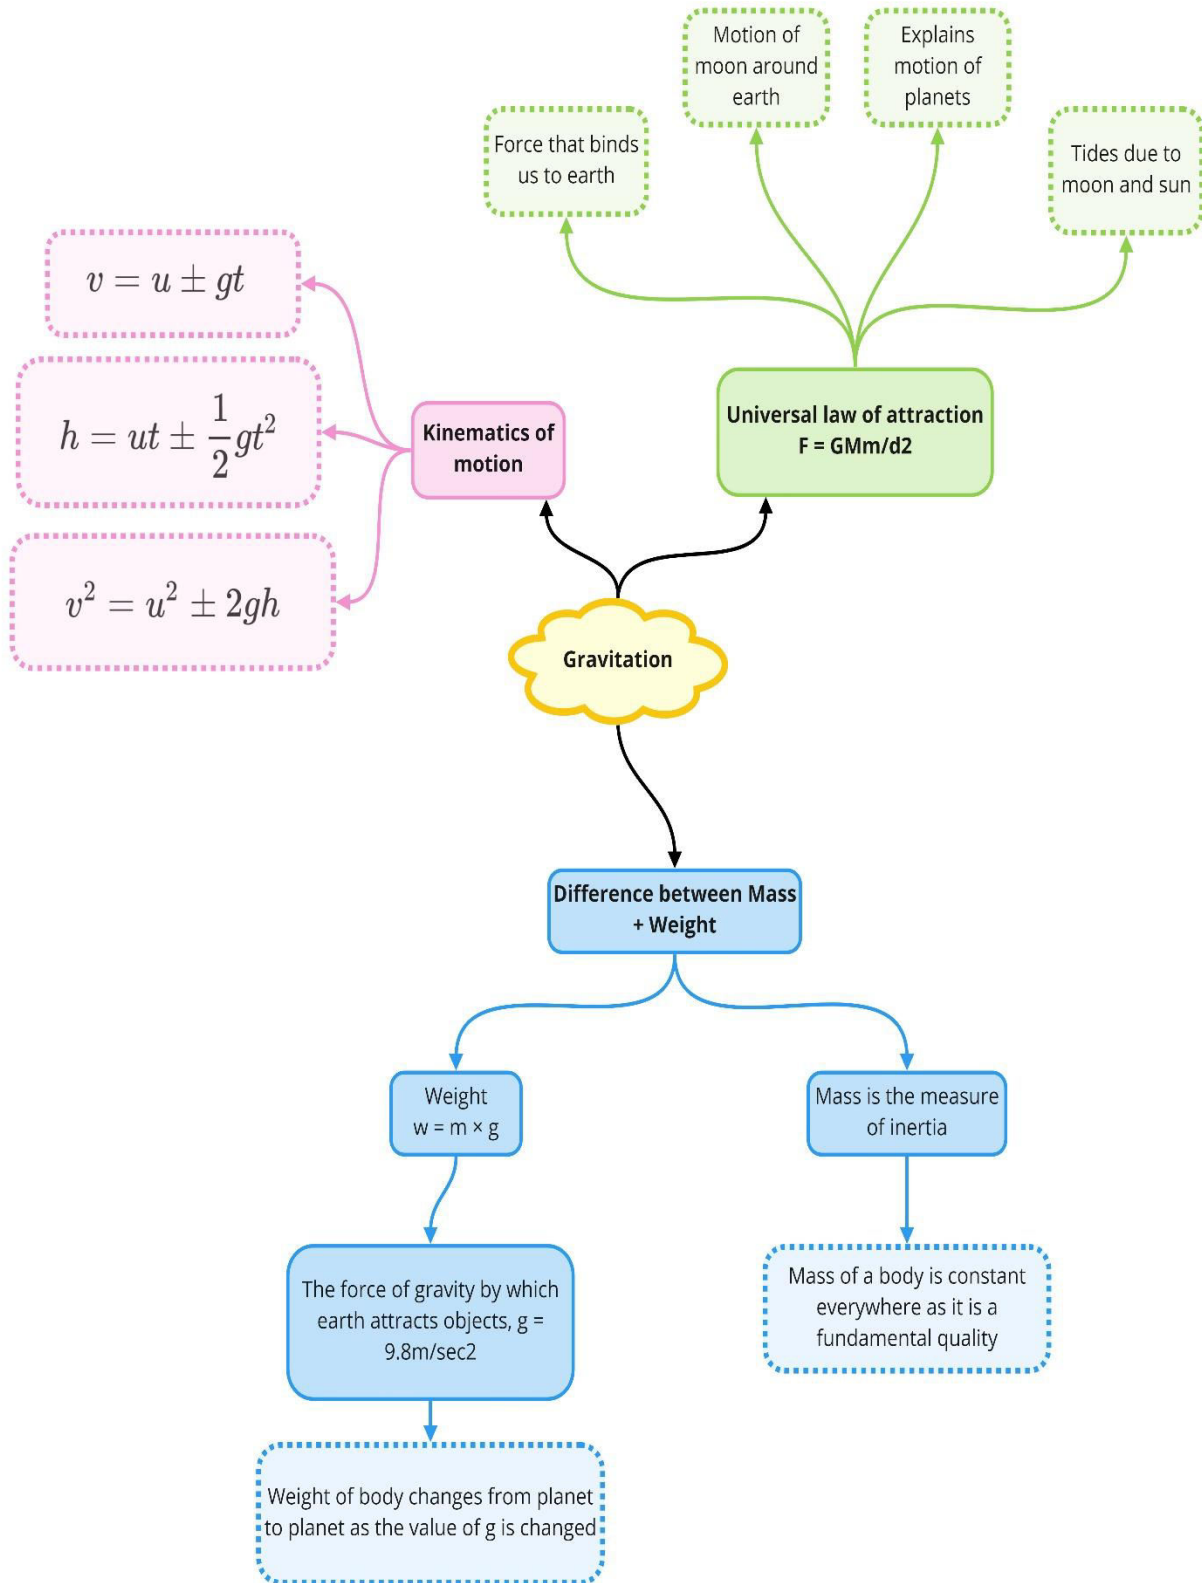 Motion of
moon around
earth
Explains
motion of
planets
Force that binds
us to earth
Tides due to
moon and sun
v = u ± gt
h = ut ± 1/2 gt²
v² = u² ± 2gh
Kinematics of
motion
Universal law of attraction
F = GMm/d2
Gravitation
Difference between Mass
+ Weight
Weight
w = m × g
Mass is the measure
of inertia
The force of gravity by which
earth attracts objects, g =
9.8m/sec2
Mass of a body is constant
everywhere as it is a
fundamental quality
Weight of body changes from planet
to planet as the value of g is changed